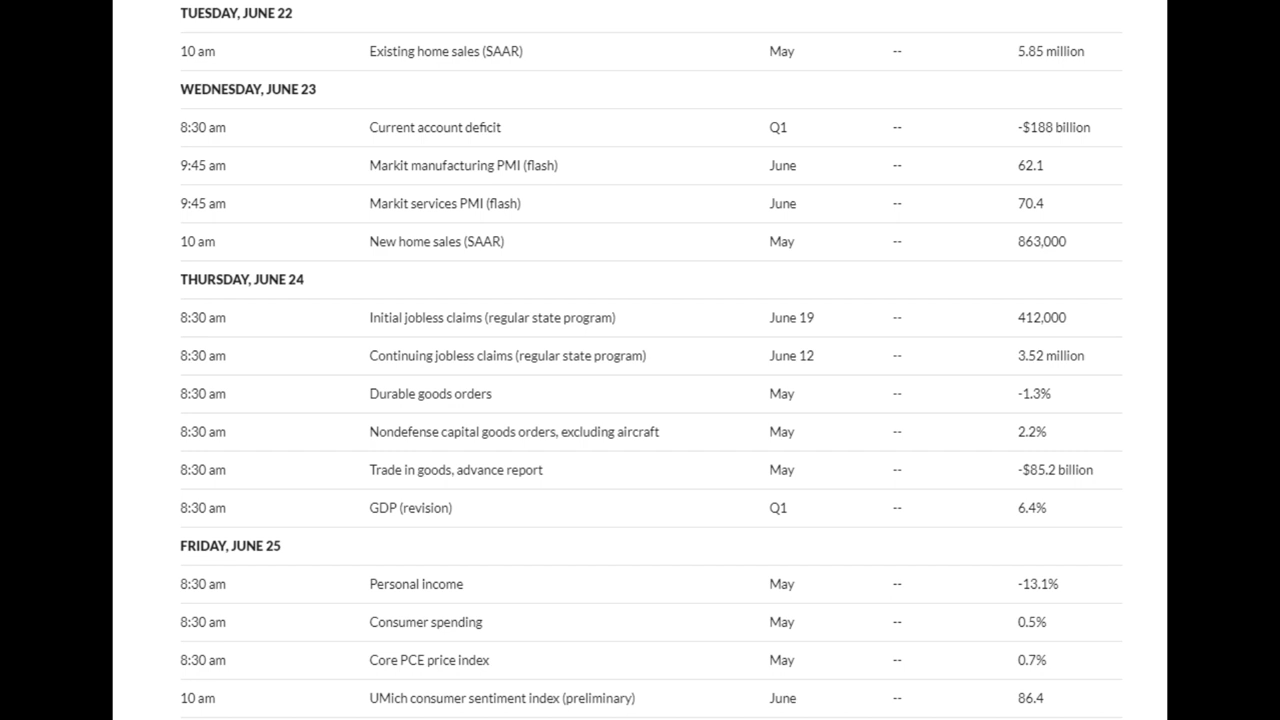 TUESDAY, JUNE 22
10 am Existing home sales (SAAR) May -- 5.85 million
WEDNESDAY, JUNE 23
8:30 am Current account deficit Q1 -- -$188 billion
9:45 am Markit manufacturing PMI (flash) June -- 62.1
9:45 am Markit services PMI (flash) June -- 70.4
10 am New home sales (SAAR) May -- 863,000
THURSDAY, JUNE 24
8:30 am Initial jobless claims (regular state program) June 19 -- 412,000
8:30 am Continuing jobless claims (regular state program) June 12 -- 3.52 million
8:30 am Durable goods orders May -- -1.3%
8:30 am Nondefense capital goods orders, excluding aircraft May -- 2.2%
8:30 am Trade in goods, advance report May -- -$85.2 billion
8:30 am GDP (revision) Q1 -- 6.4%
FRIDAY, JUNE 25
8:30 am Personal income May -- -13.1%
8:30 am Consumer spending May -- 0.5%
8:30 am Core PCE price index May -- 0.7%
10 am UMich consumer sentiment index (preliminary) June -- 86.4